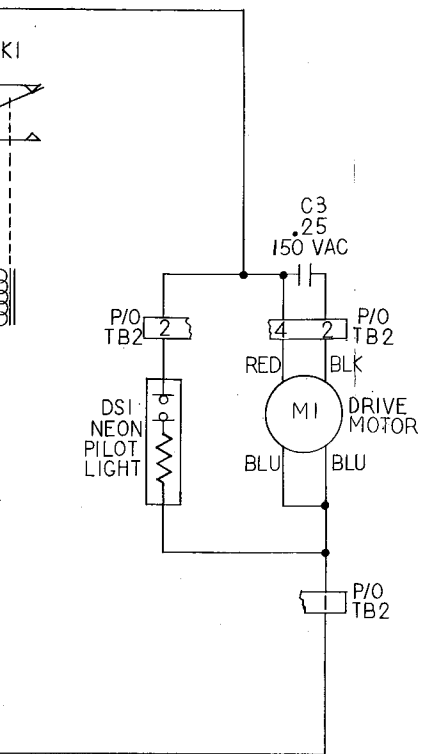 K1
C3
.25
150 VAC
P/O
TB2
2
4 2
P/O
TB2
RED
BLK
DS1
NEON
PILOT
LIGHT
M1
DRIVE
MOTOR
BLU
BLU
1
P/O
TB2